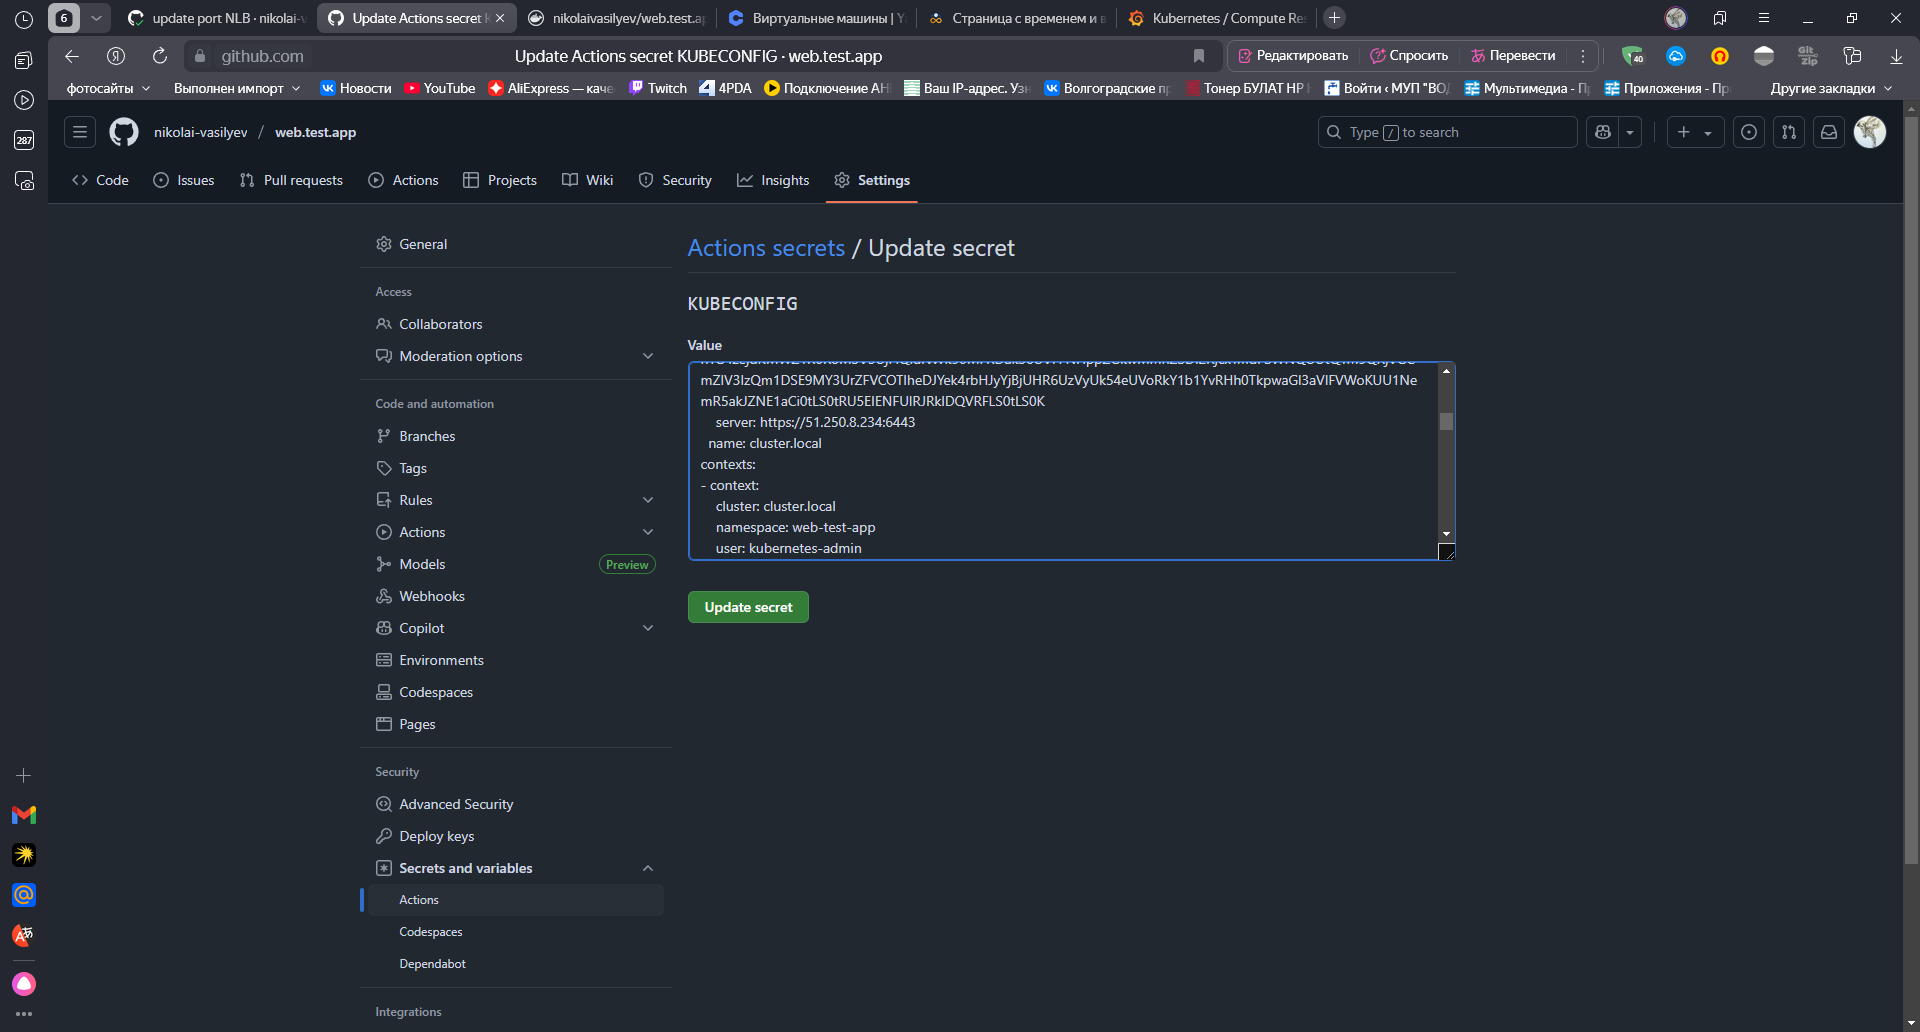 6
update port NLB · nikolai-v
Update Actions secret K
nikolaivasilyev/web.test.ap
Виртуальные машины | Y
Страница с временем и в
Kubernetes / Compute Res
github.com
Update Actions secret KUBECONFIG · web.test.app
Редактировать
Спросить
Перевести
40
Git Zip
фотосайты
Выполнен импорт
Новости
YouTube
AliExpress — каче
Twitch
4PDA
Подключение АН
Ваш IP-адрес. Узн
Волгоградские п
Тонер БУЛАТ HP
Войти ‹ МУП "ВОД
Мультимедиа - П
Приложения - Пр
Другие закладки
287
nikolai-vasilyev / web.test.app
Type / to search
Code
Issues
Pull requests
Actions
Projects
Wiki
Security
Insights
Settings
General
Access
Collaborators
Moderation options
Code and automation
Branches
Tags
Rules
Actions
Models
Preview
Webhooks
Copilot
Environments
Codespaces
Pages
Security
Advanced Security
Deploy keys
Secrets and variables
Actions
Codespaces
Dependabot
Integrations
Actions secrets / Update secret
KUBECONFIG
Value
server: https://51.250.8.234:6443
name: cluster.local
contexts:
- context:
cluster: cluster.local
namespace: web-test-app
user: kubernetes-admin
Update secret